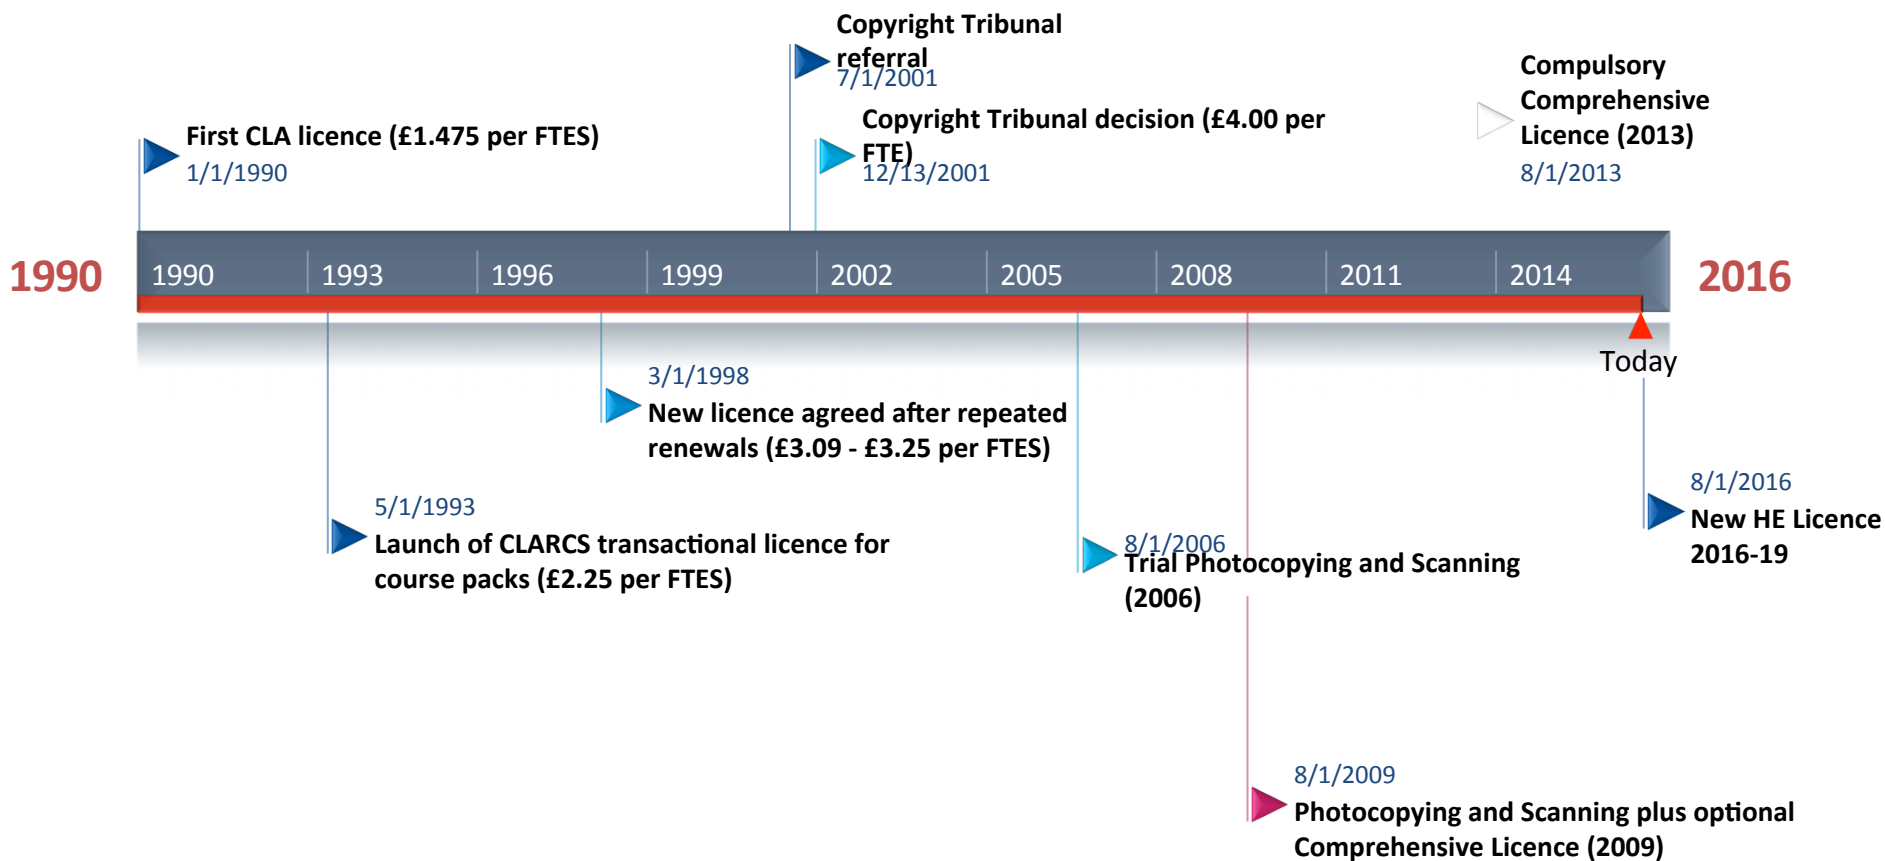 Copyright Tribunal
referral
7/1/2001
Compulsory
Comprehensive
Licence (2013)
8/1/2013
First CLA licence (£1.475 per FTES)
1/1/1990
Copyright Tribunal decision (£4.00 per
FTE)
12/13/2001
1990
1990 1993 1996 1999 2002 2005 2008 2011 2014
2016
Today
3/1/1998
New licence agreed after repeated
renewals (£3.09 - £3.25 per FTES)
5/1/1993
Launch of CLARCS transactional licence for
course packs (£2.25 per FTES)
8/1/2006
Trial Photocopying and Scanning
(2006)
8/1/2016
New HE Licence
2016-19
8/1/2009
Photocopying and Scanning plus optional
Comprehensive Licence (2009)